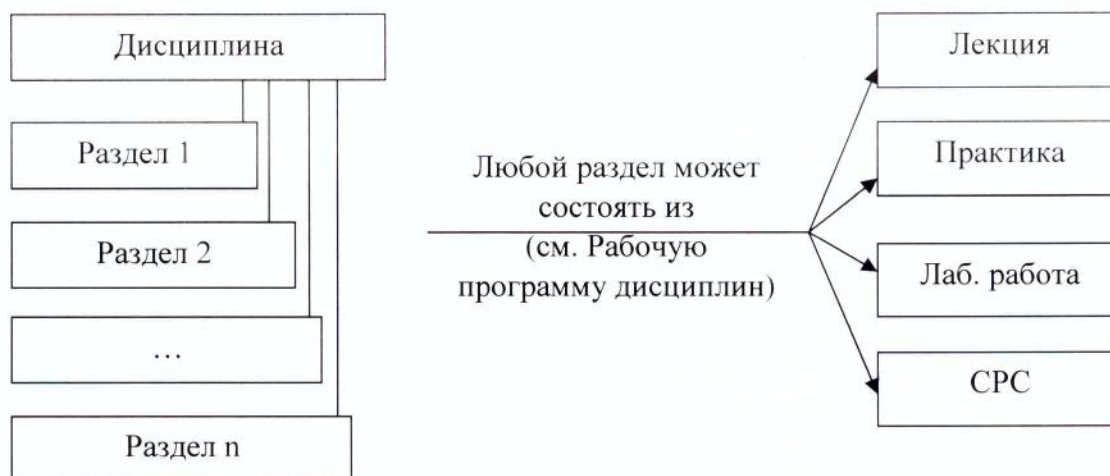 Дисциплина
Раздел 1
Раздел 2
...
Раздел n
Любой раздел может
состоять из
(см. Рабочую
программу дисциплин)
Лекция
Практика
Лаб. работа
СРС